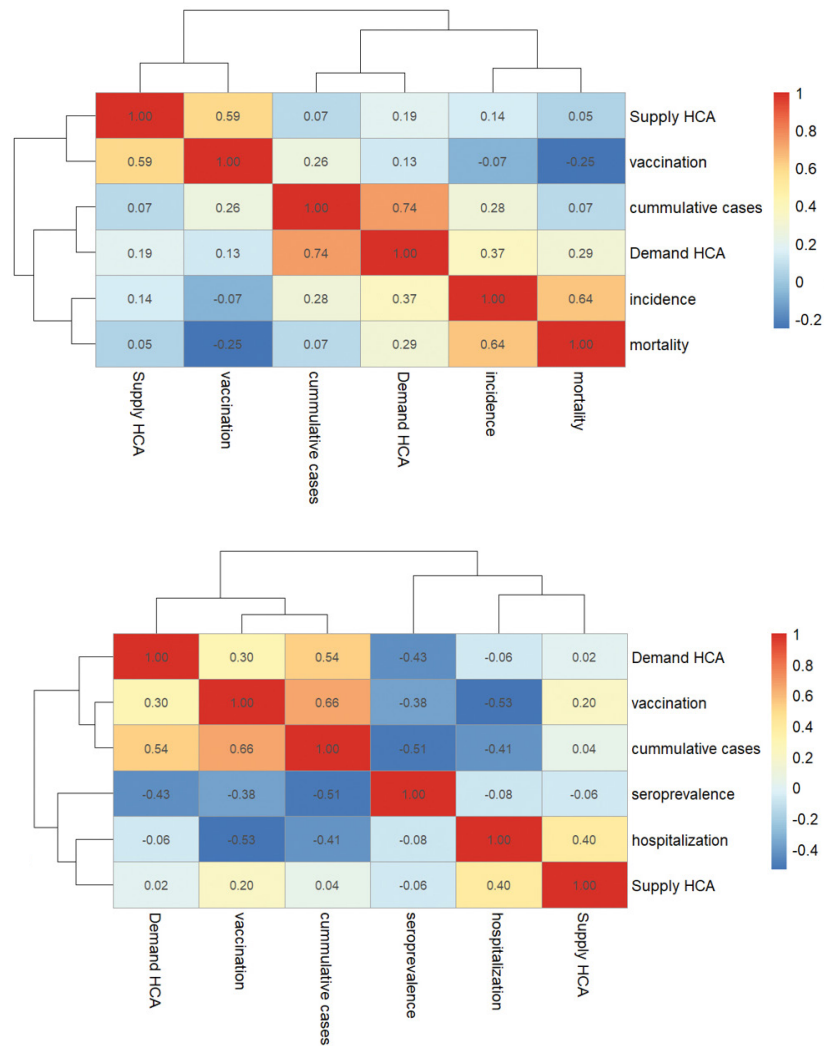 1.00 0.59 0.07 0.19 0.14 0.05 Supply HCA
0.59 1.00 0.26 0.13 -0.07 -0.25 vaccination
0.07 0.26 1.00 0.74 0.28 0.07 cummulative cases
0.19 0.13 0.74 1.00 0.37 0.29 Demand HCA
0.14 -0.07 0.28 0.37 1.00 0.64 incidence
0.05 -0.25 0.07 0.29 0.64 1.00 mortality
Supply HCA
vaccination
cummulative cases
Demand HCA
incidence
mortality
1
0.8
0.6
0.4
0.2
0
-0.2
1.00 0.30 0.54 -0.43 -0.06 0.02 Demand HCA
0.30 1.00 0.66 -0.38 -0.53 0.20 vaccination
0.54 0.66 1.00 -0.51 -0.41 0.04 cummulative cases
-0.43 -0.38 -0.51 1.00 -0.08 -0.06 seroprevalence
-0.06 -0.53 -0.41 -0.08 1.00 0.40 hospitalization
0.02 0.20 0.04 -0.06 0.40 1.00 Supply HCA
Demand HCA
vaccination
cummulative cases
seroprevalence
hospitalization
Supply HCA
1
0.8
0.6
0.4
0.2
0
-0.2
-0.4